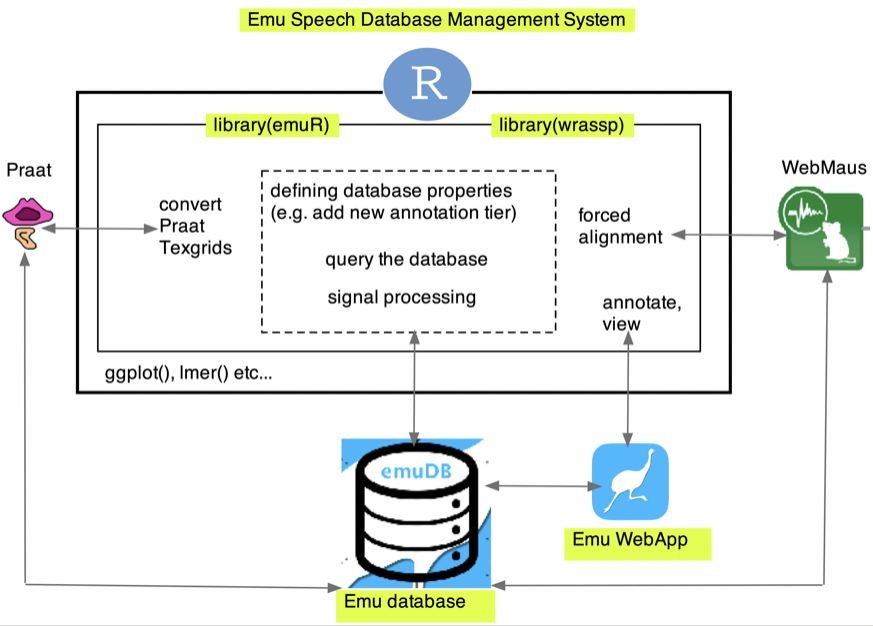 Emu Speech Database Management System
R
library(emuR)
library(wrassp)
Praat
WebMaus
convert
Praat
Texgrids
defining database properties
(e.g. add new annotation tier)
query the database
signal processing
forced
alignment
annotate,
view
ggplot(), lmer() etc...
emuDB
Emu WebApp
Emu database